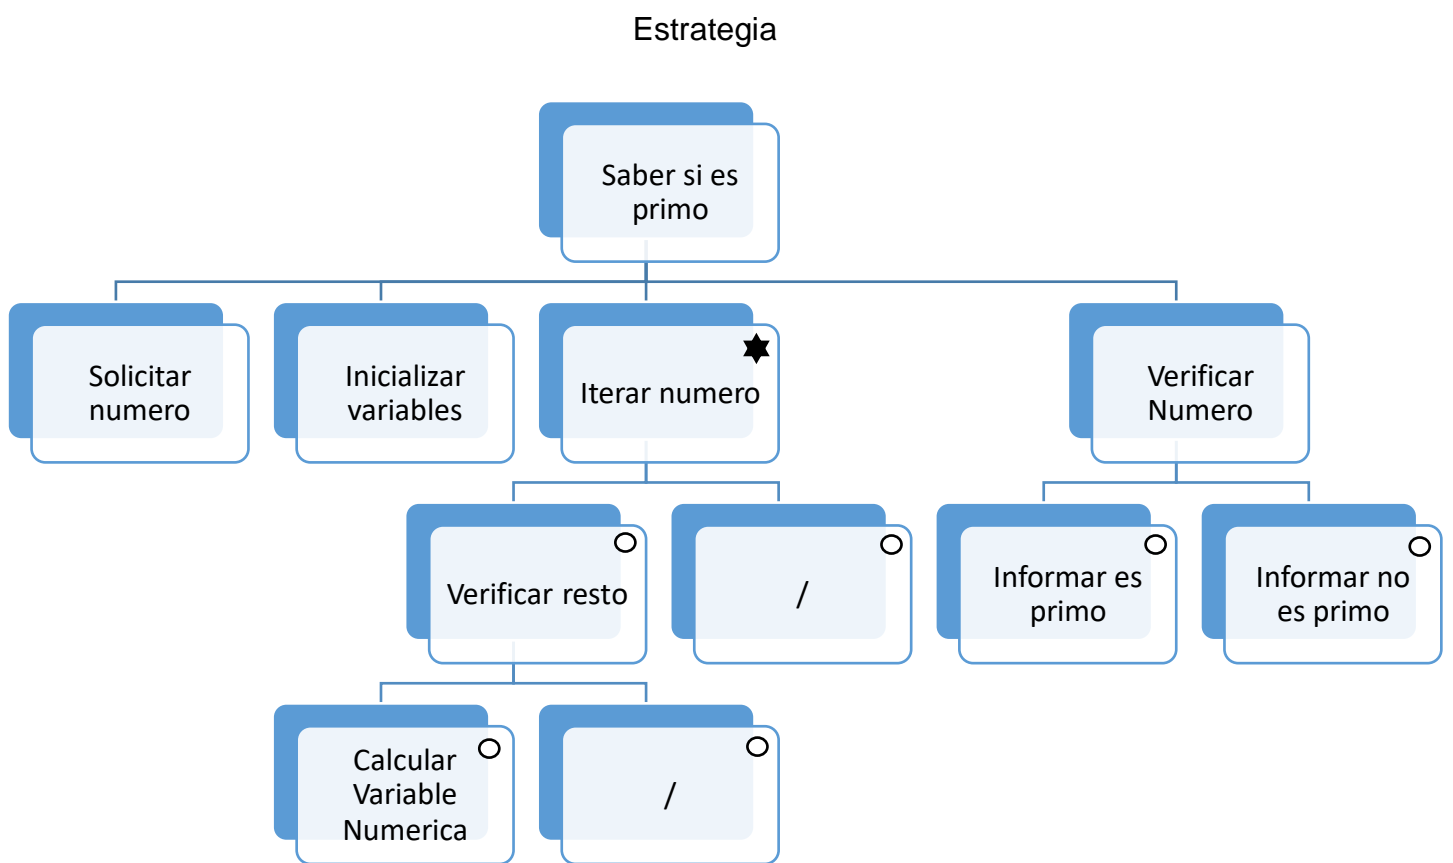 Estrategia
Saber si es
primo
Solicitar
numero
Inicializar
variables
Iterar numero
Verificar
Numero
Verificar resto
/
Informar es
primo
Informar no
es primo
Calcular
Variable
Numerica
/